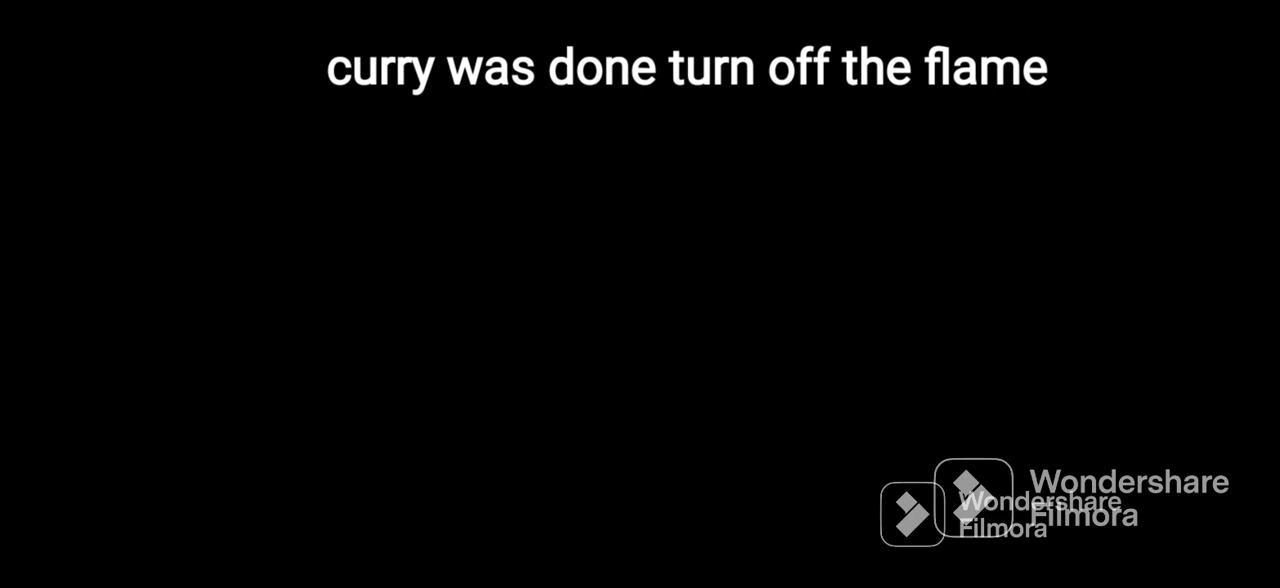 curry was done turn off the flame
Wondershare
Filmora
Wondershare
Filmora